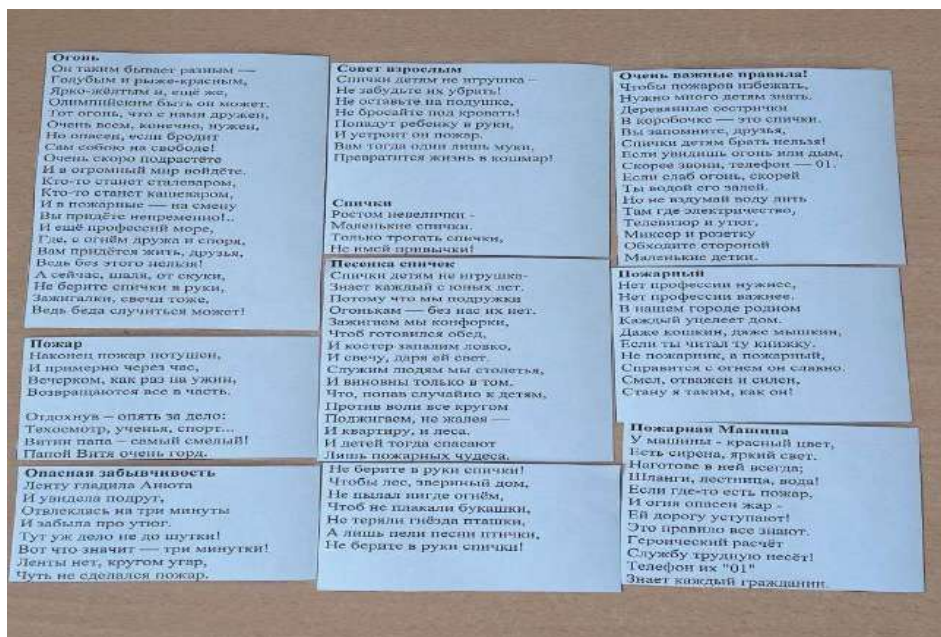 Огонь
Он таким бывает разным —
Голубым и рыже-красным,
Ярко-жёлтым и, ещё же,
Олимпийским быть он может.
Тот огонь, что с нами дружен,
Очень всем, конечно, нужен,
Но опасен, если бродит
Сам собою на свободе!
Очень скоро подрастёте
И в огромный мир войдёте.
Кто-то станет сталеваром,
Кто-то станет кашеваром,
И в пожарные — на смену
Вы придёте непременно!..
И ещё профессий море,
Где, с огнём дружа и споря,
Вам придётся жить, друзья,
Ведь без этого нельзя!
А сейчас, шаля, от скуки,
Не берите спички в руки,
Зажигалки, свечи тоже,
Ведь беда случиться может!
Пожар
Наконец пожар потушен,
И примерно через час,
Вечерком, как раз на ужин,
Возвращаются все в часть.
Отдохнув – опять за дело:
Техосмотр, ученья, спорт...
Витин папа – самый смелый!
Папой Витя очень горд.
Опасная забывчивость
Ленту гладила Анюта
И увидела подруг,
Отвлеклась на три минуты
И забыла про утюг.
Тут уж дело не до шутки!
Вот что значит — три минутки!
Ленты нет, кругом угар,
Чуть не сделался пожар.
Совет взрослым
Спички детям не игрушка –
Не забудьте их убрать!
Не оставьте на подушке,
Не бросайте под кровать!
Попадут ребенку в руки,
И устроит он пожар.
Вам тогда одни лишь муки,
Превратится жизнь в кошмар!
Спички
Ростом невелички -
Маленькие спички.
Только трогать спички,
Не имей привычки!
Песенка спичек
Спички детям не игрушка-
Знает каждый с юных лет.
Потому что мы подружки
Огонькам — без нас их нет.
Зажигаем мы конфорки,
Чтоб готовился обед,
И костер запалим ловко,
И свечу, даря ей свет.
Служим людям мы столетья,
И виновны только в том.
Что, попав случайно к детям,
Против воли все кругом
Поджигаем, не жалея —
И квартиру, и леса.
И детей тогда спасают
Лишь пожарных чудеса.
Не берите в руки спички!
Чтобы лес, звериный дом,
Не пылал нигде огнём,
Чтоб не плакали букашки,
Не теряли гнёзда пташки,
А лишь пели песни птички,
Не берите в руки спички!
Очень важные правила!
Чтобы пожаров избежать,
Нужно много детям знать.
Деревянные сестрички
В коробочке — это спички.
Вы запомните, друзья,
Спички детям брать нельзя!
Если увидишь огонь или дым,
Скорее звони, телефон — 01.
Если слаб огонь, скорей
Ты водой его залей.
Но не вздумай воду лить
Там где электричество,
Телевизор и утюг,
Миксер и розетку
Обходите стороной
Маленькие детки.
Пожарный
Нет профессии нужнее,
Нет профессии важнее.
В нашем городе родном
Каждый уцелеет дом.
Даже кошкин, даже мышкин,
Если ты читал ту книжку.
Не пожарник, а пожарный,
Справится с огнем он славно.
Смел, отважен и силен,
Стану я таким, как он!
Пожарная Машина
У машины - красный цвет,
Есть сирена, яркий свет.
Наготове в ней всегда;
Шланги, лестница, вода!
Если где-то есть пожар,
И огня опасен жар -
Ей дорогу уступают!
Это правило все знают.
Героический расчёт
Службу трудную несёт!
Телефон их "01"
Знает каждый гражданин.